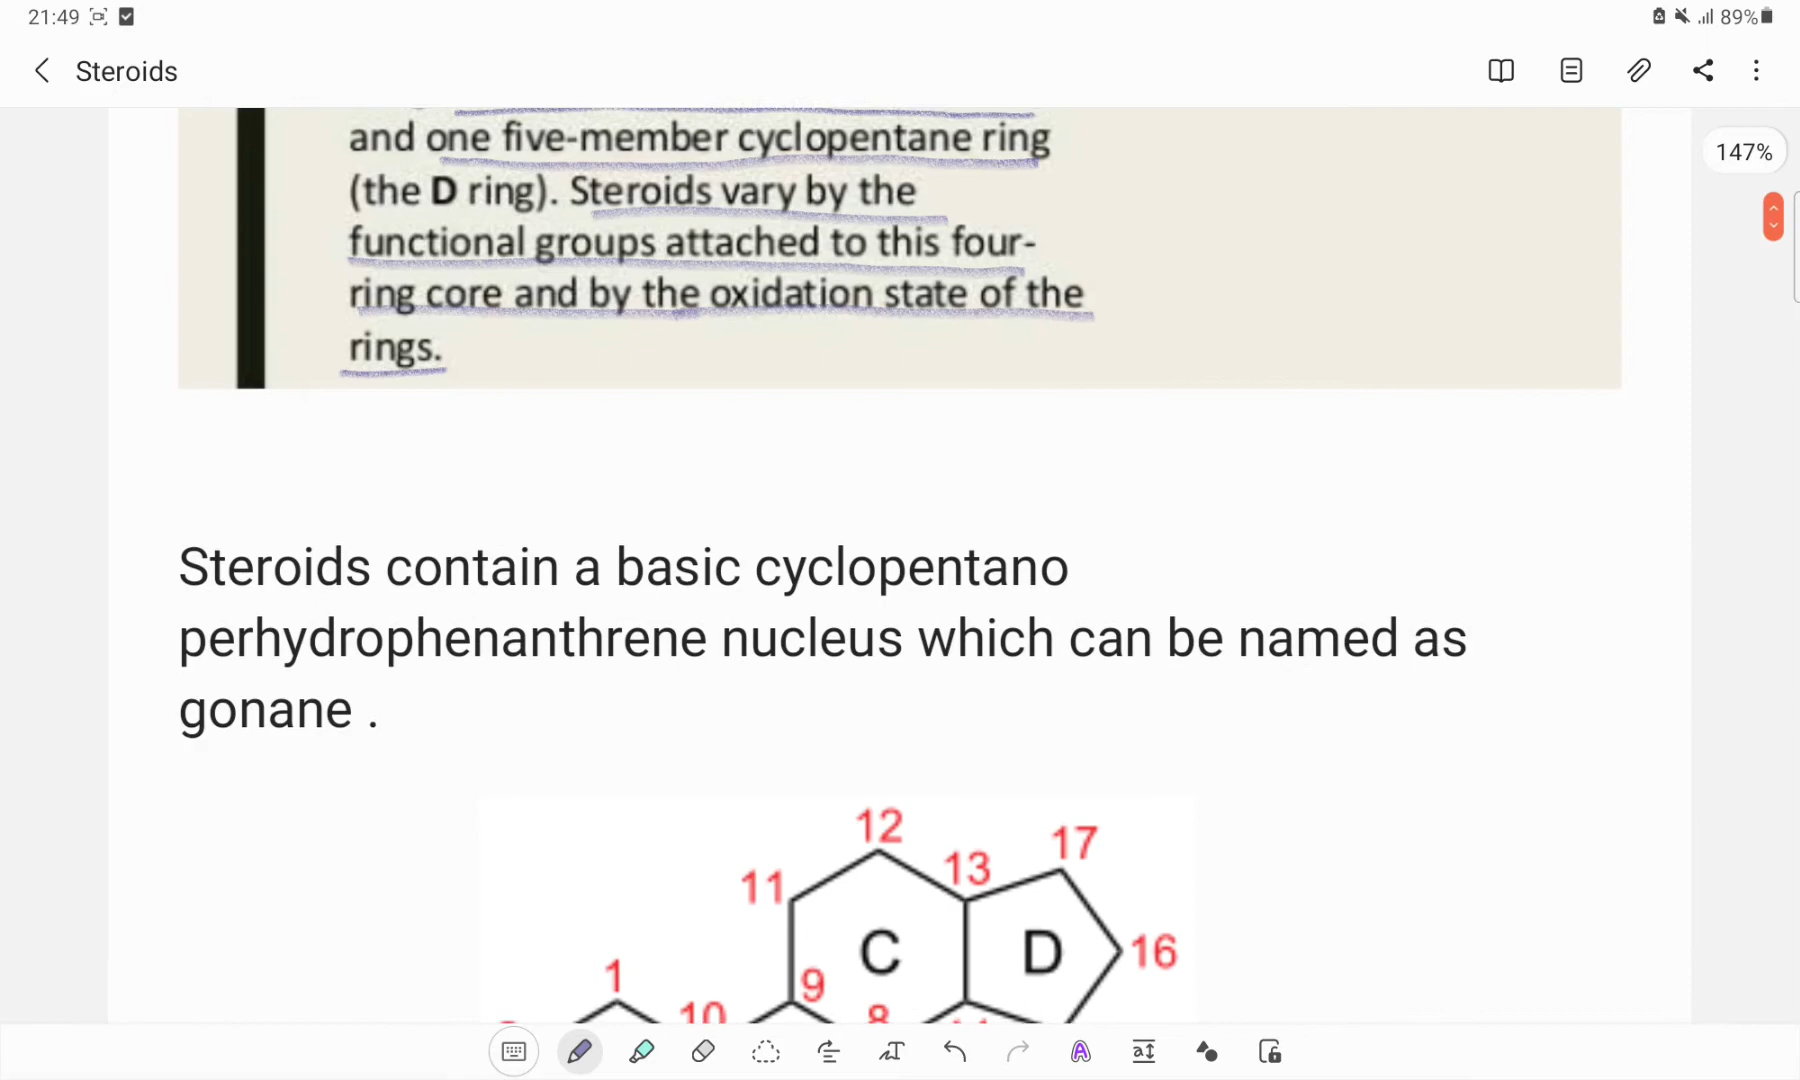 21:49
89%
Steroids
147%
and one five-member cyclopentane ring
(the D ring). Steroids vary by the
functional groups attached to this four-
ring core and by the oxidation state of the
rings.
Steroids contain a basic cyclopentano
perhydrophenanthrene nucleus which can be named as
gonane .
12
17
13
11
C
D
16
1
9
10
8